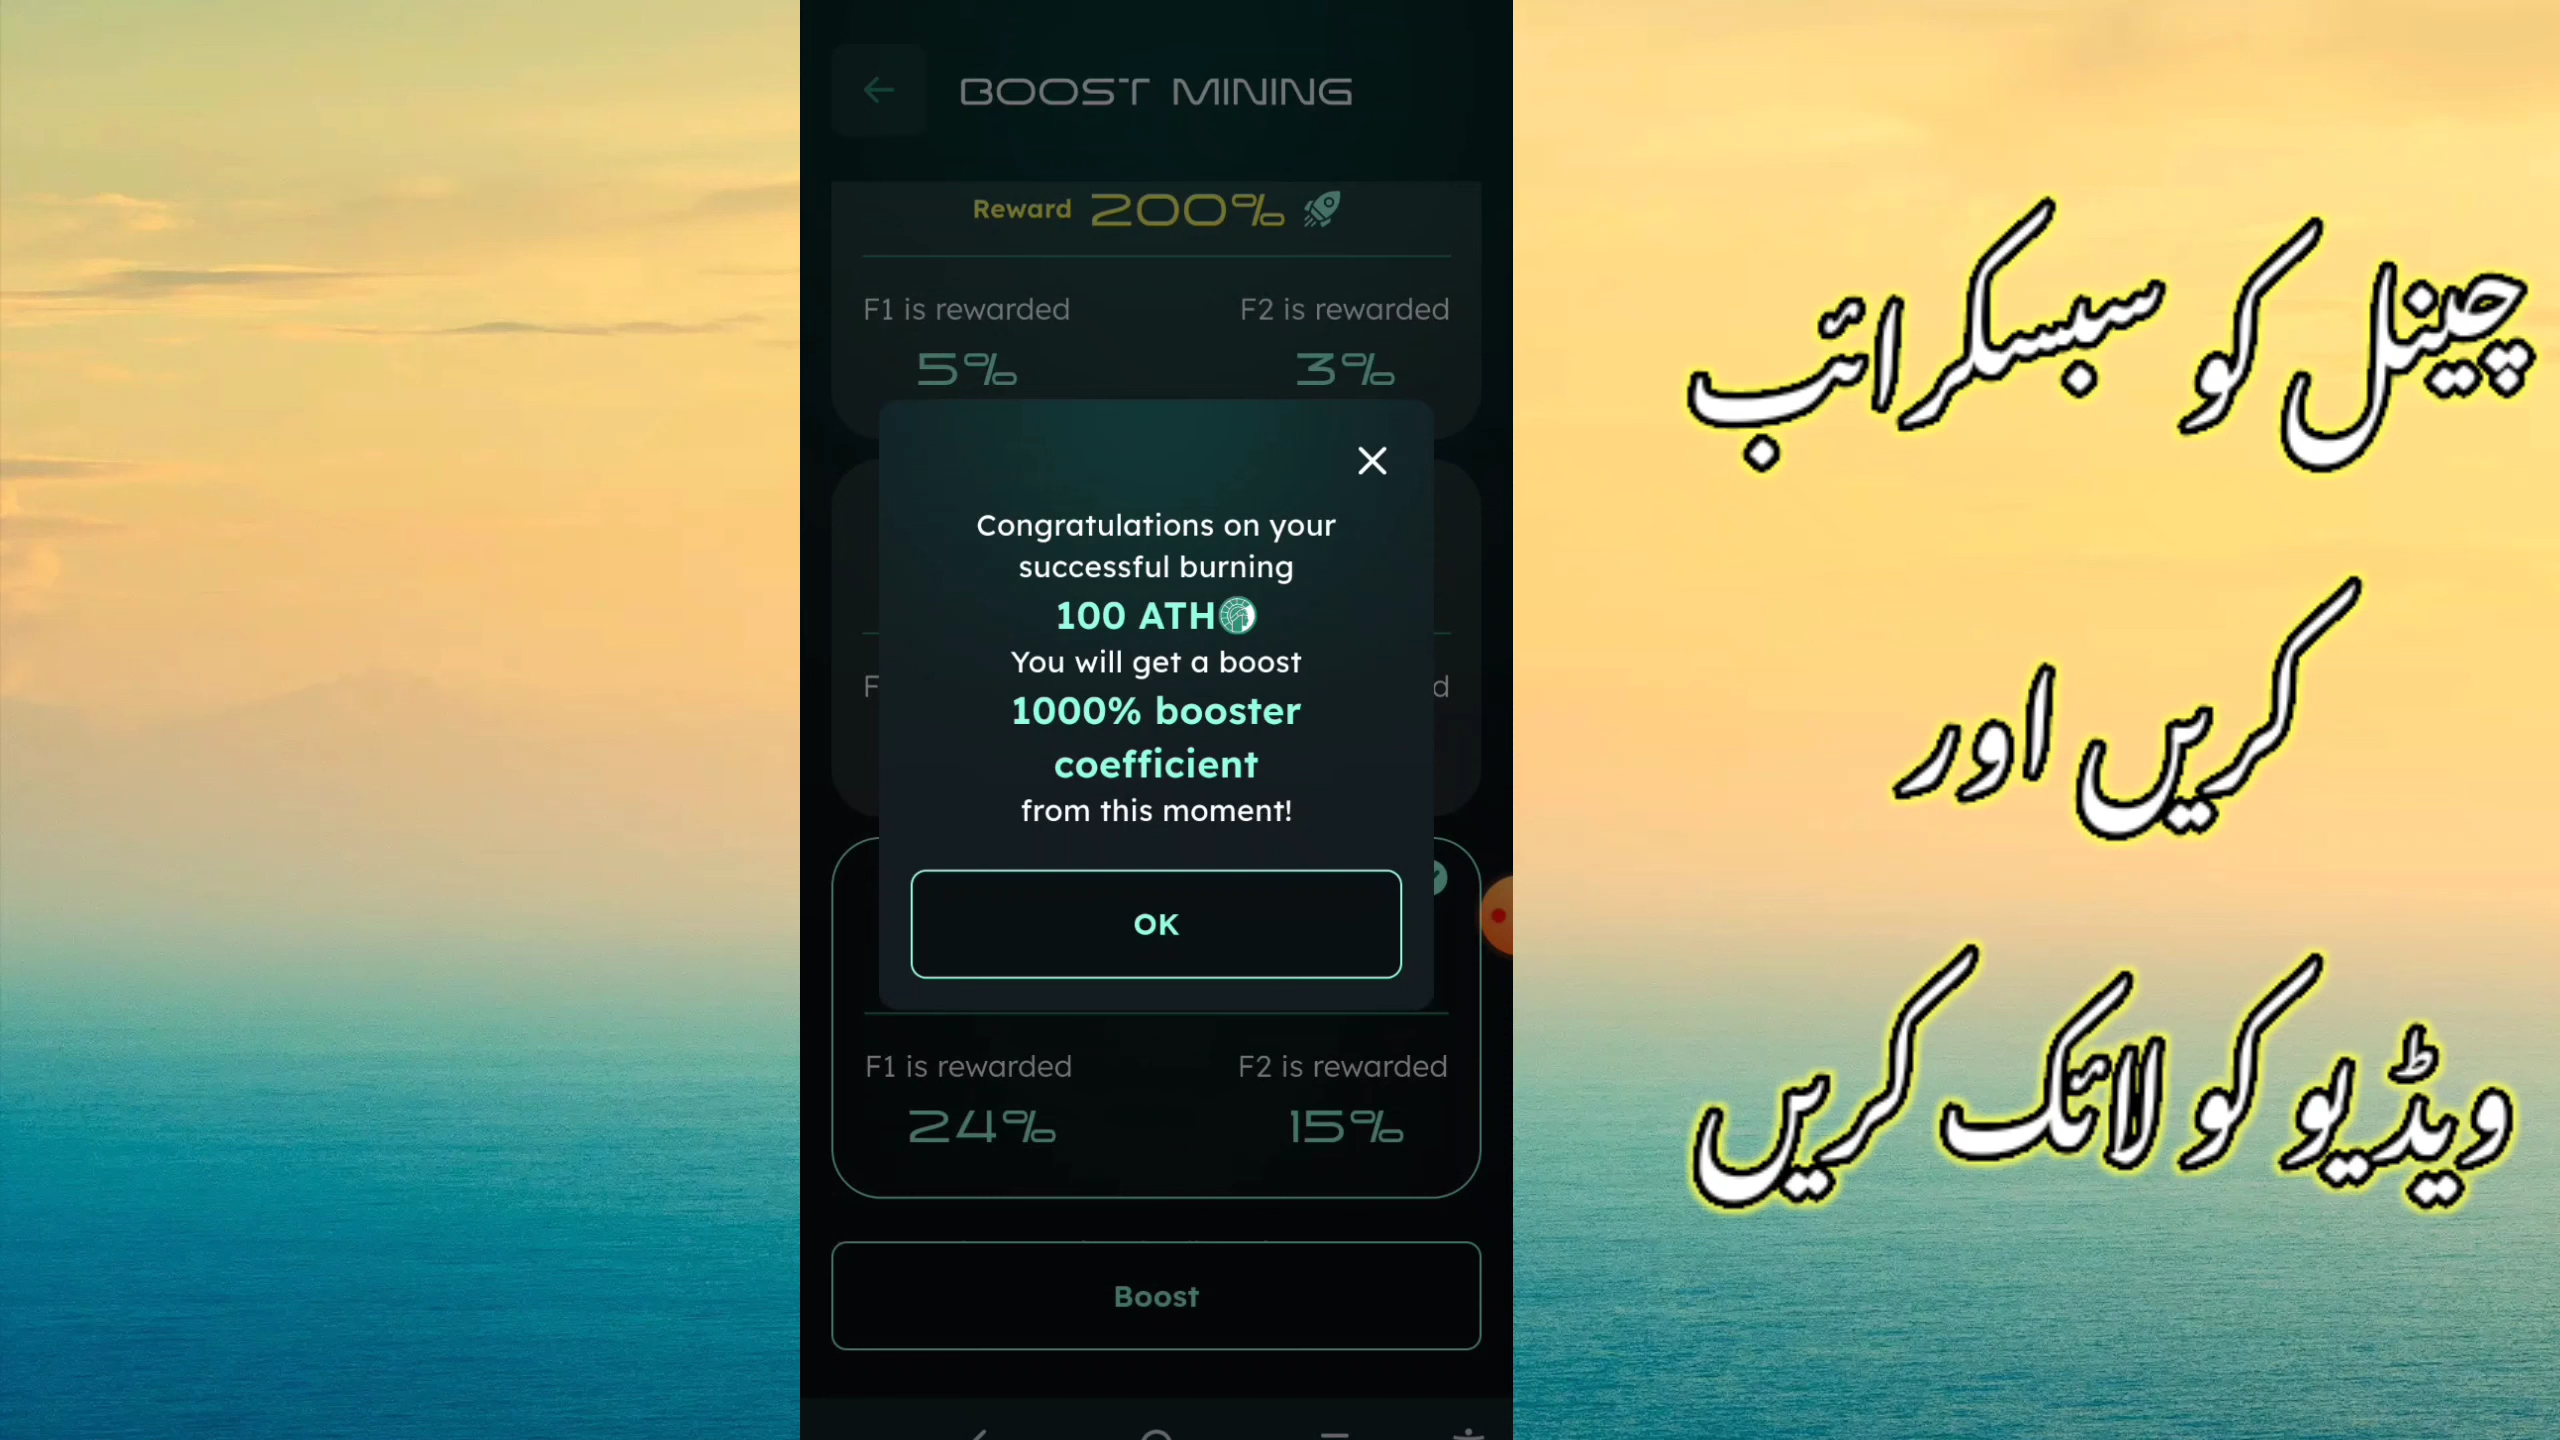 BOOST MINING
Reward 200%
F1 is rewarded F2 is rewarded
5% 3%
Congratulations on your
successful burning
100 ATH
You will get a boost
1000% booster
coefficient
from this moment!
OK
F1 is rewarded F2 is rewarded
24% 15%
Boost
چینل کو سبسکرائب
کریں اور
ویڈیو کو لائک کریں